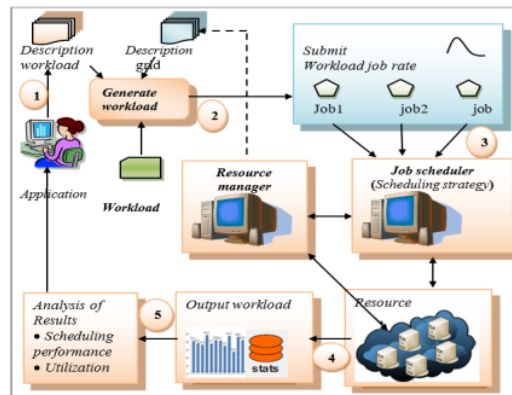 Description
workload
Description
grid
1
Generate
workload
2
Submit
Workload job rate
Job1
job2
job
3
Application
Workload
Resource
manager
Job scheduler
(Scheduling strategy)
Analysis of
Results
• Scheduling
performance
• Utilization
5
Output workload
stats
4
Resource